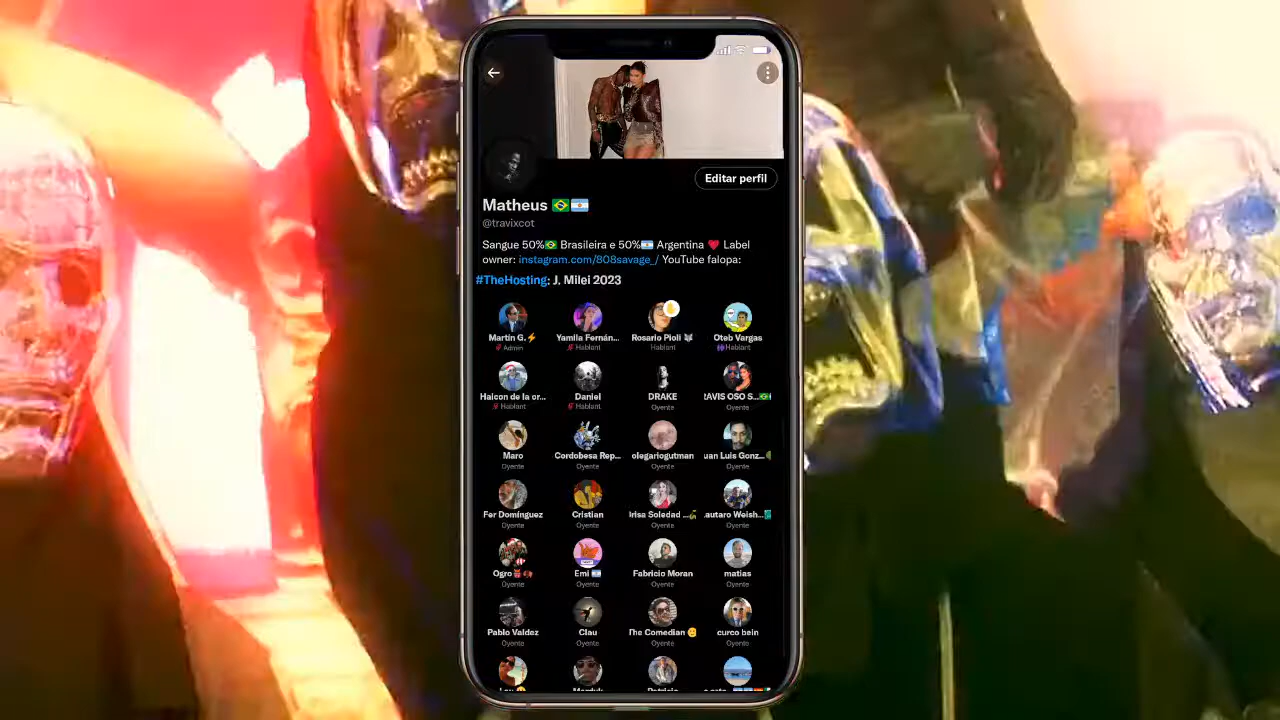 Editar perfil
Matheus 🇧🇷🇦🇷
@travixcot
Sangue 50%🇧🇷 Brasileira e 50%🇦🇷 Argentina ❤️ Label
owner: instagram.com/808savage_/ YouTube falopa:
#TheHosting: J. Milei 2023
Martín G.⚡ Yamila Fernán... Rosario Pioli Oteb Vargas
Admin Hablant Hablant Hablant
Haicon de la or... Daniel DRAKE RAVIS OSO S...🇧🇷
Hablant Hablant Oyente Oyente
Maro Cordobesa Rep... olegariogutman uan Luis Gonz...
Oyente Oyente Oyente Oyente
Fer Domínguez Cristian Irisa Soledad ... autaro Weish...
Oyente Oyente Oyente Oyente
Ogro Emi 🇦🇷 Fabricio Moran matias
Oyente Oyente Oyente Oyente
Pablo Valdez Clau The Comedian curco bein
Oyente Oyente Oyente Oyente